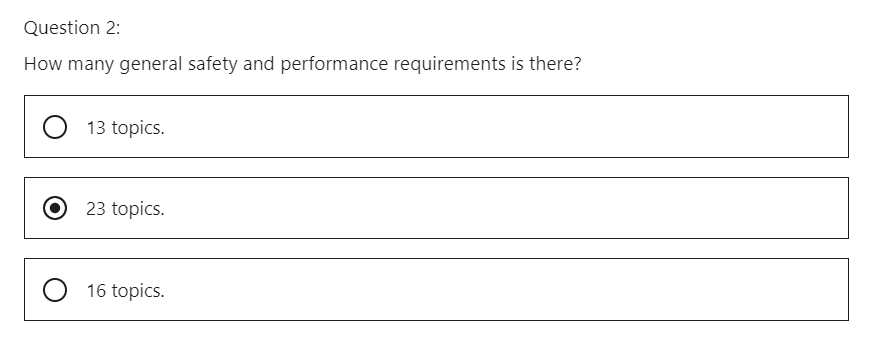 Question 2:
How many general safety and performance requirements is there?
13 topics.
23 topics.
16 topics.